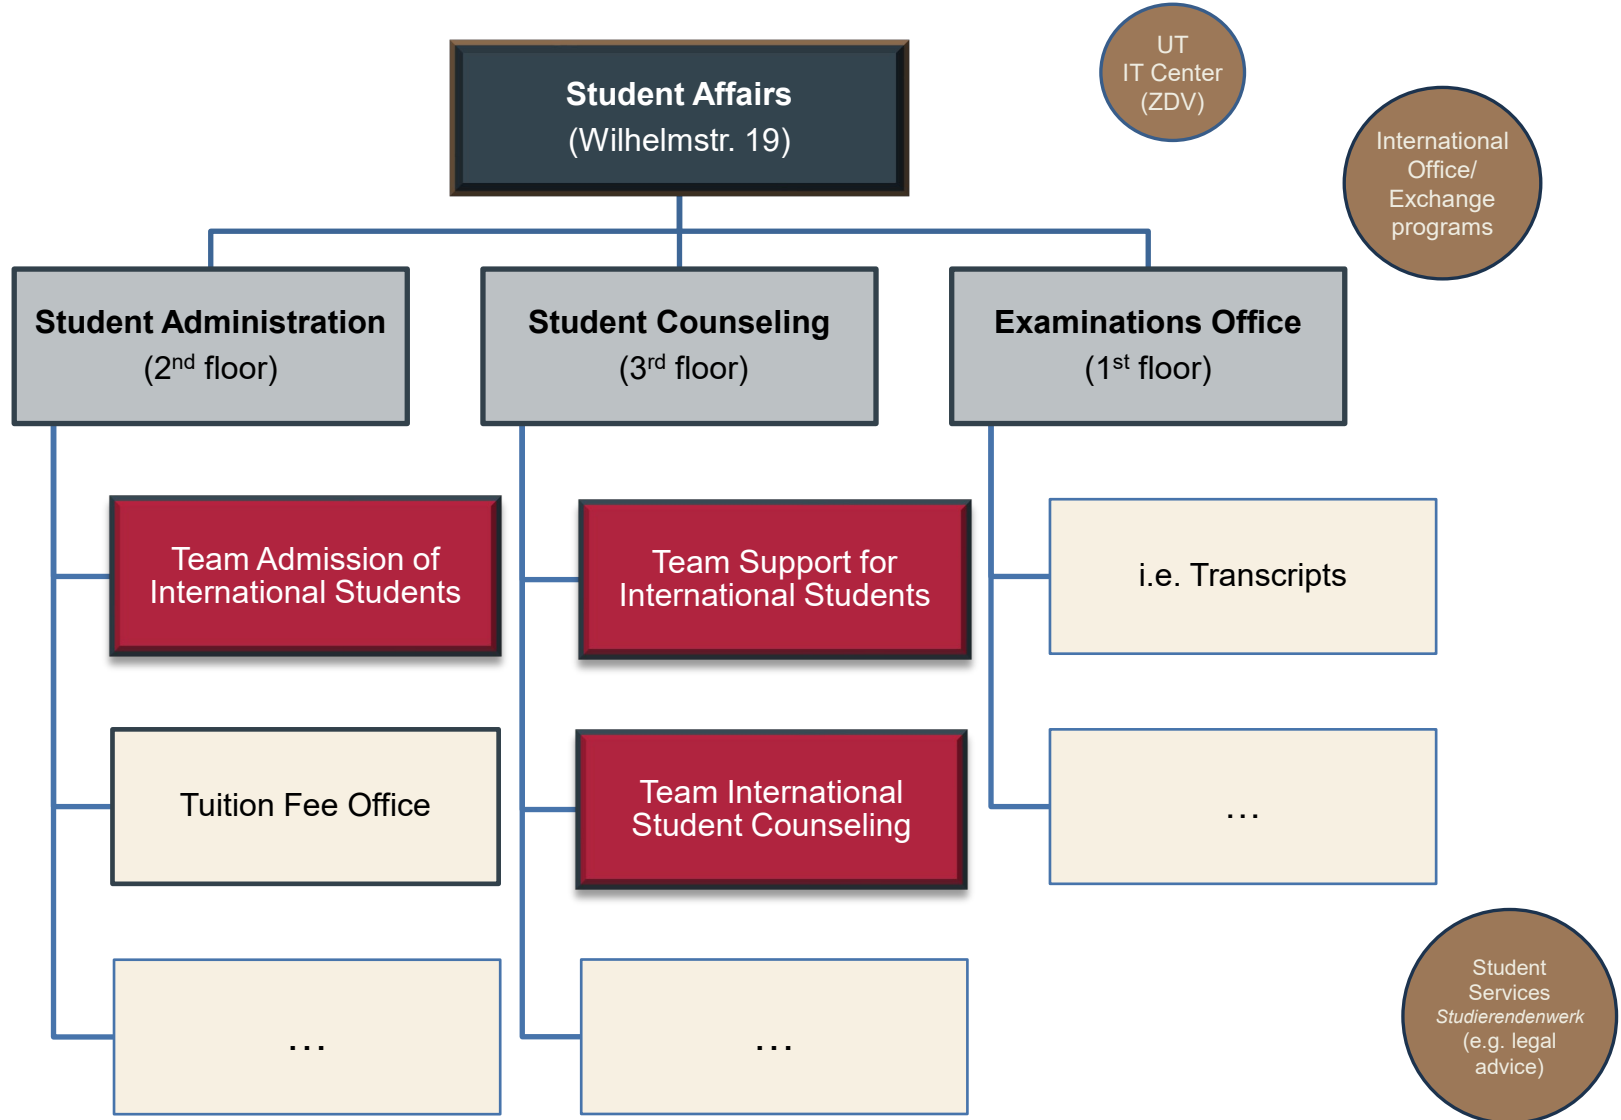 Student Affairs
(Wilhelmstr. 19)
UT
IT Center
(ZDV)
International
Office/
Exchange
programs
Student Administration
(2nd floor)
Student Counseling
(3rd floor)
Examinations Office
(1st floor)
Team Admission of
International Students
Team Support for
International Students
i.e. Transcripts
Tuition Fee Office
Team International
Student Counseling
…
…
…
Student
Services
Studierendenwerk
(e.g. legal
advice)